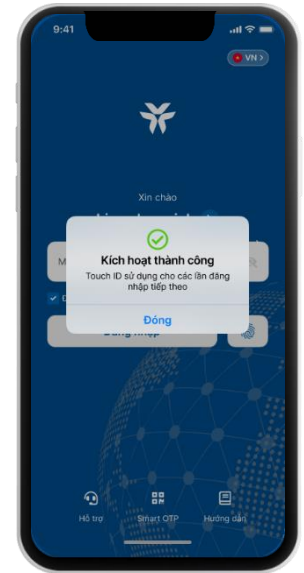 9:41
VN >
Xin chào
Kích hoạt thành công
Touch ID sử dụng cho các lần đăng
nhập tiếp theo
M
Đ
Đóng
Đăng nhập
Hỗ trợ
Smart OTP
Hướng dẫn